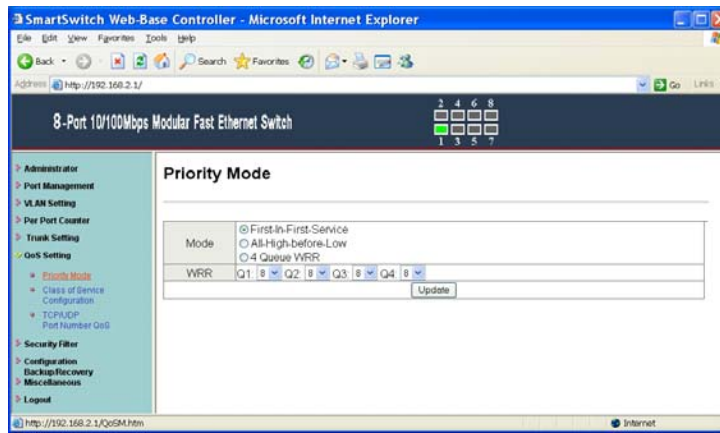 SmartSwitch Web-Base Controller - Microsoft Internet Explorer
File Edit View Favorites Tools Help
Back Search Favorites
Address http://192.168.2.1/ Go Links
8-Port 10/100Mbps Modular Fast Ethernet Switch
2 4 6 8
1 3 5 7
Administrator
Port Management
VLAN Setting
Per Port Counter
Trunk Setting
QoS Setting
Priority Mode
Class of Service
Configuration
TCP/UDP
Port Number QoS
Security Filter
Configuration
Backup/Recovery
Miscellaneous
Logout
Priority Mode
Mode
First-In-First-Service
All-High-before-Low
4 Queue WRR
WRR Q1: 8 Q2: 8 Q3: 8 Q4: 8
Update
http://192.168.2.1/QoSM.htm Internet